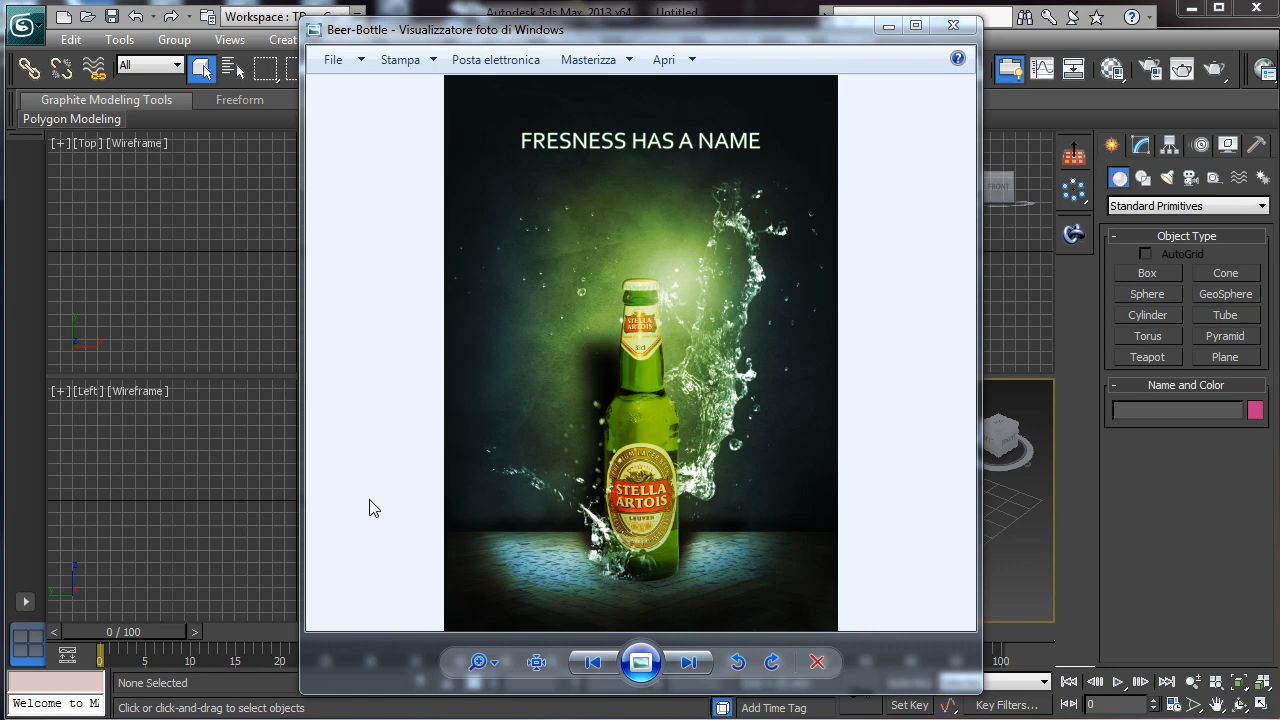 Workspace : 
Autodesk 3ds Max 2013 x64 Untitled
Edit Tools Group Views
Beer-Bottle - Visualizzatore foto di Windows
File Stampa Posta elettronica Masterizza Apri
All
Graphite Modeling Tools Freeform
Polygon Modeling
[+][Top] [Wireframe]
[+][Left] [Wireframe]
FRESNESS HAS A NAME
STELLA
ARTOIS
33cl
STELLA
ARTOIS
LEUVEN
FRONT
Standard Primitives
Object Type
AutoGrid
Box Cone
Sphere GeoSphere
Cylinder Tube
Torus Pyramid
Teapot Plane
Name and Color
0 / 100
0 5 10 15 20 100
None Selected
Welcome to M
Click or click-and-drag to select objects
Add Time Tag
Set Key Key Filters...
0